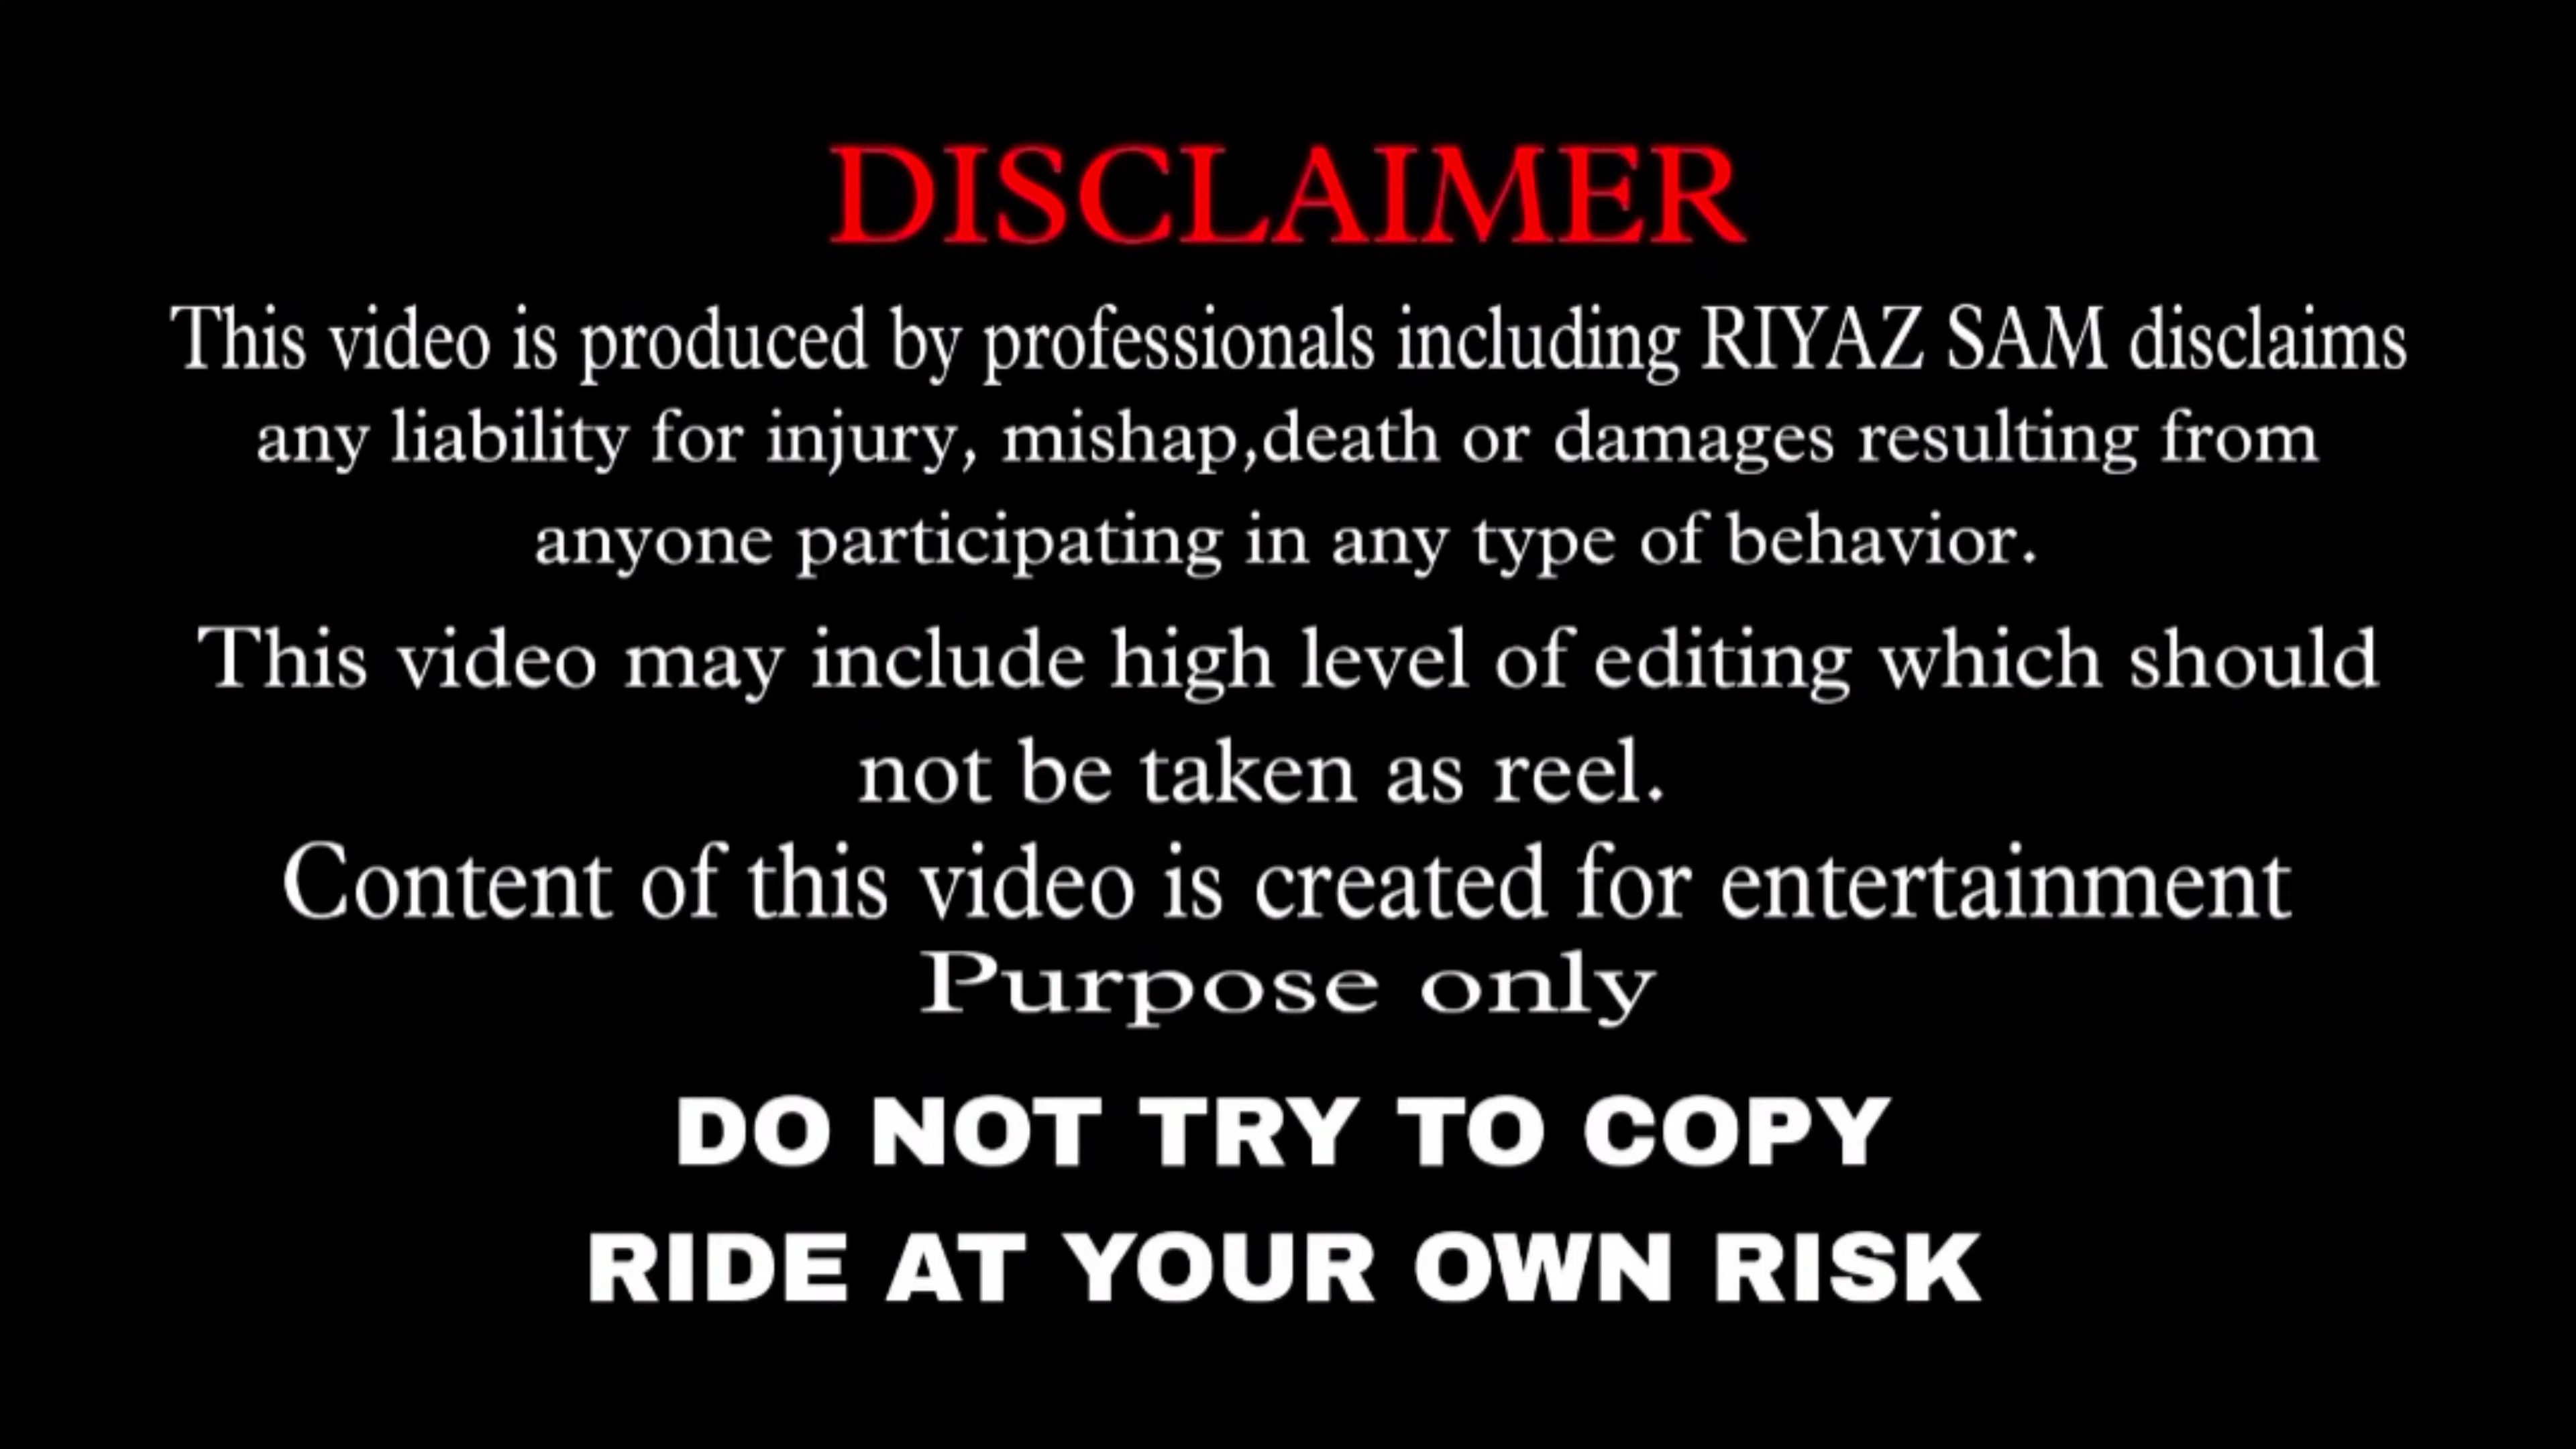 DISCLAIMER
This video is produced by professionals including RIYAZ SAM disclaims
any liability for injury, mishap,death or damages resulting from
anyone participating in any type of behavior.
This video may include high level of editing which should
not be taken as reel.
Content of this video is created for entertainment
Purpose only
DO NOT TRY TO COPY
RIDE AT YOUR OWN RISK